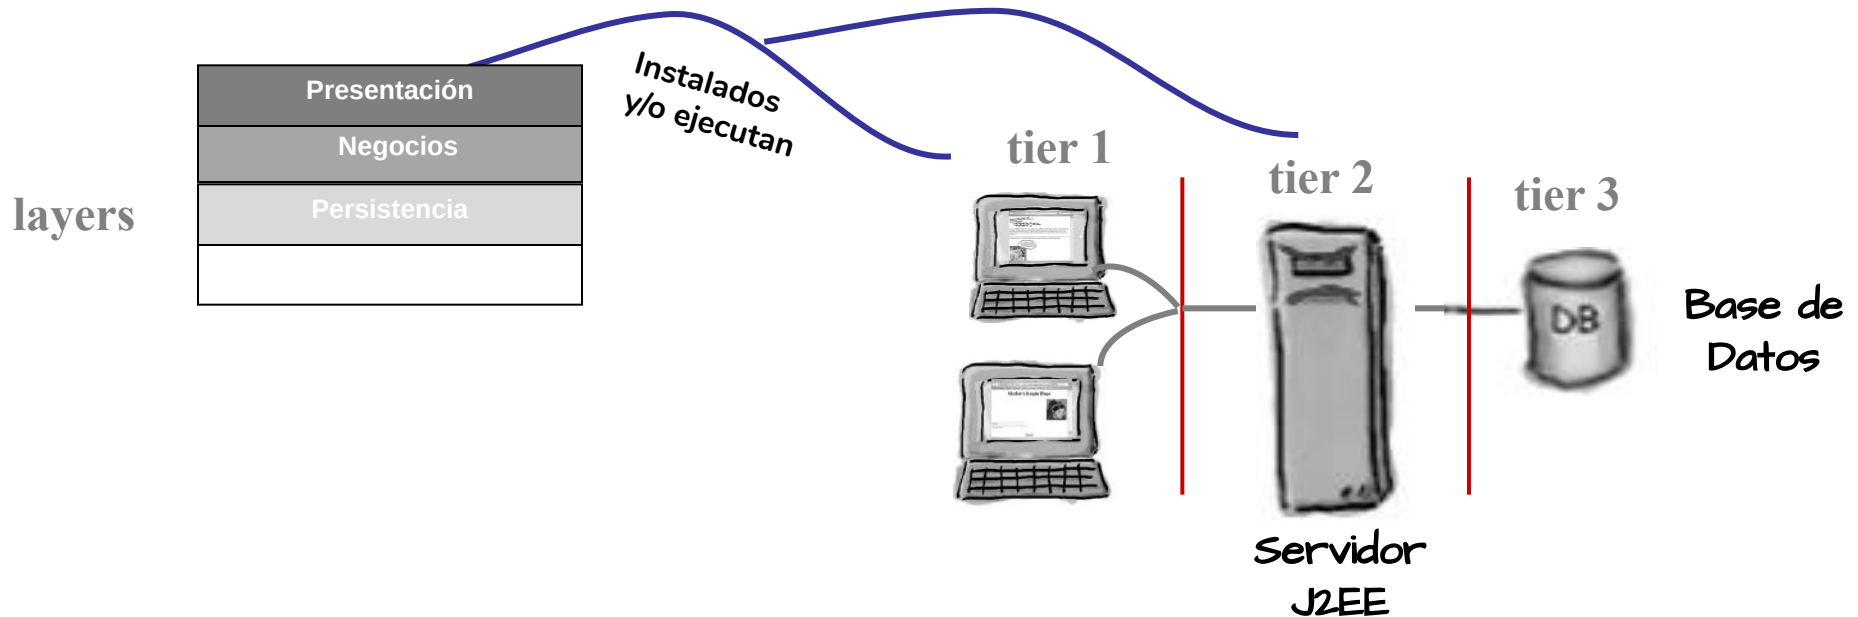 Presentación
Negocios
Persistencia
layers
Instalados
y/o ejecutan
tier 1
tier 2
tier 3
DB
Base de
Datos
Servidor
J2EE